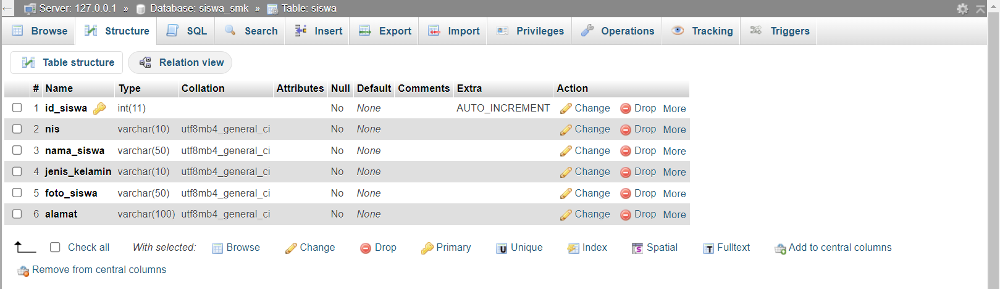 ← Server: 127.0.0.1 » Database: siswa_smk » Table: siswa
Browse Structure SQL Search Insert Export Import Privileges Operations Tracking Triggers
Table structure Relation view
# Name Type Collation Attributes Null Default Comments Extra Action
1 id_siswa int(11) No None AUTO_INCREMENT Change Drop More
2 nis varchar(10) utf8mb4_general_ci No None Change Drop More
3 nama_siswa varchar(50) utf8mb4_general_ci No None Change Drop More
4 jenis_kelamin varchar(10) utf8mb4_general_ci No None Change Drop More
5 foto_siswa varchar(50) utf8mb4_general_ci No None Change Drop More
6 alamat varchar(100) utf8mb4_general_ci No None Change Drop More
Check all With selected: Browse Change Drop Primary Unique Index Spatial Fulltext Add to central columns
Remove from central columns